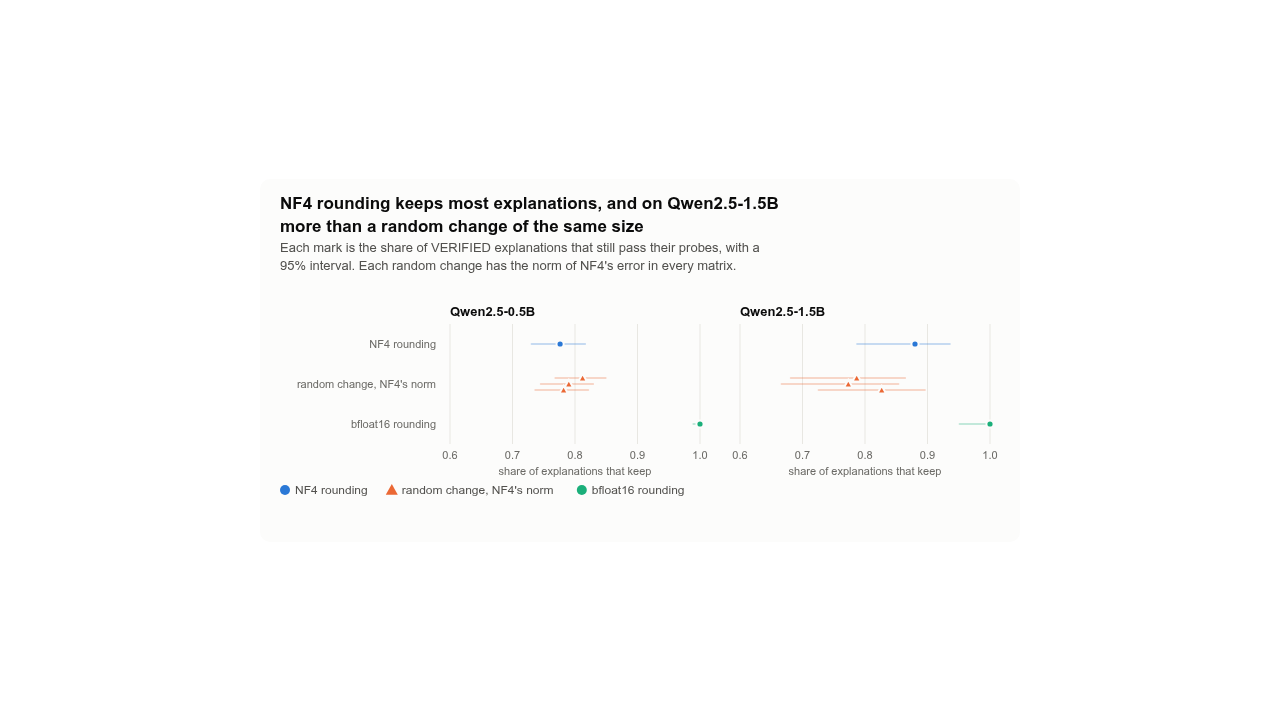 NF4 rounding keeps most explanations, and on Qwen2.5-1.5B
more than a random change of the same size
Each mark is the share of VERIFIED explanations that still pass their probes, with a
95% interval. Each random change has the norm of NF4's error in every matrix.
Qwen2.5-0.5B
Qwen2.5-1.5B
NF4 rounding
random change, NF4's norm
bfloat16 rounding
0.6 0.7 0.8 0.9 1.0 0.6 0.7 0.8 0.9 1.0
share of explanations that keep
share of explanations that keep
NF4 rounding random change, NF4's norm bfloat16 rounding